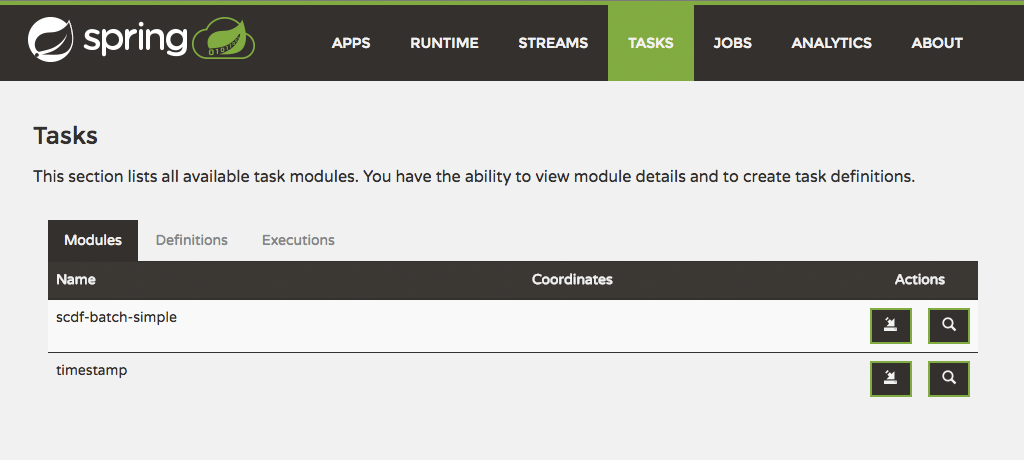 spring
APPS RUNTIME STREAMS TASKS JOBS ANALYTICS ABOUT
Tasks
This section lists all available task modules. You have the ability to view module details and to create task definitions.
Modules Definitions Executions
Name Coordinates Actions
scdf-batch-simple
timestamp